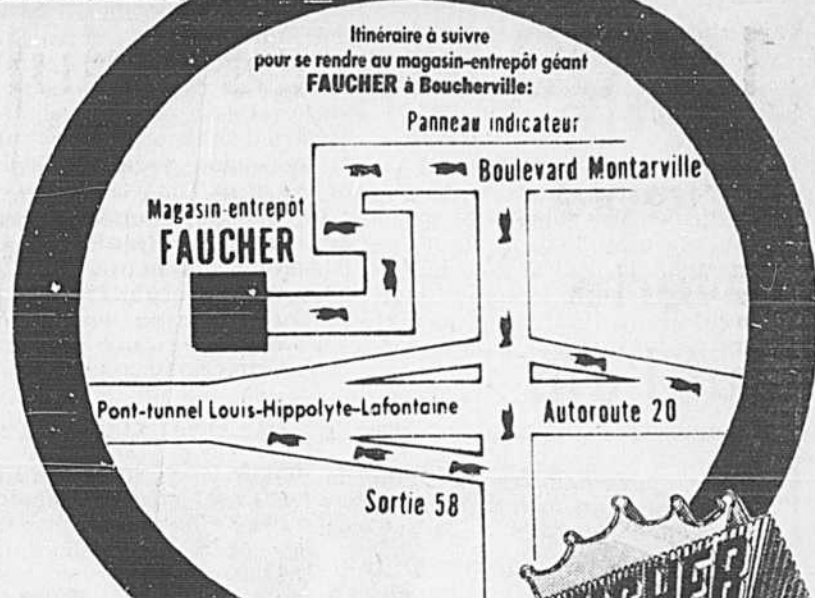 Itinéraire à suivre
pour se rendre au magasin-entrepôt géant
FAUCHER à Boucherville:
Panneau indicateur
Boulevard Montarville
Magasin-entrepôt
FAUCHER
Pont-tunnel Louis-Hippolyte-Lafontaine
Autoroute 20
Sortie 58